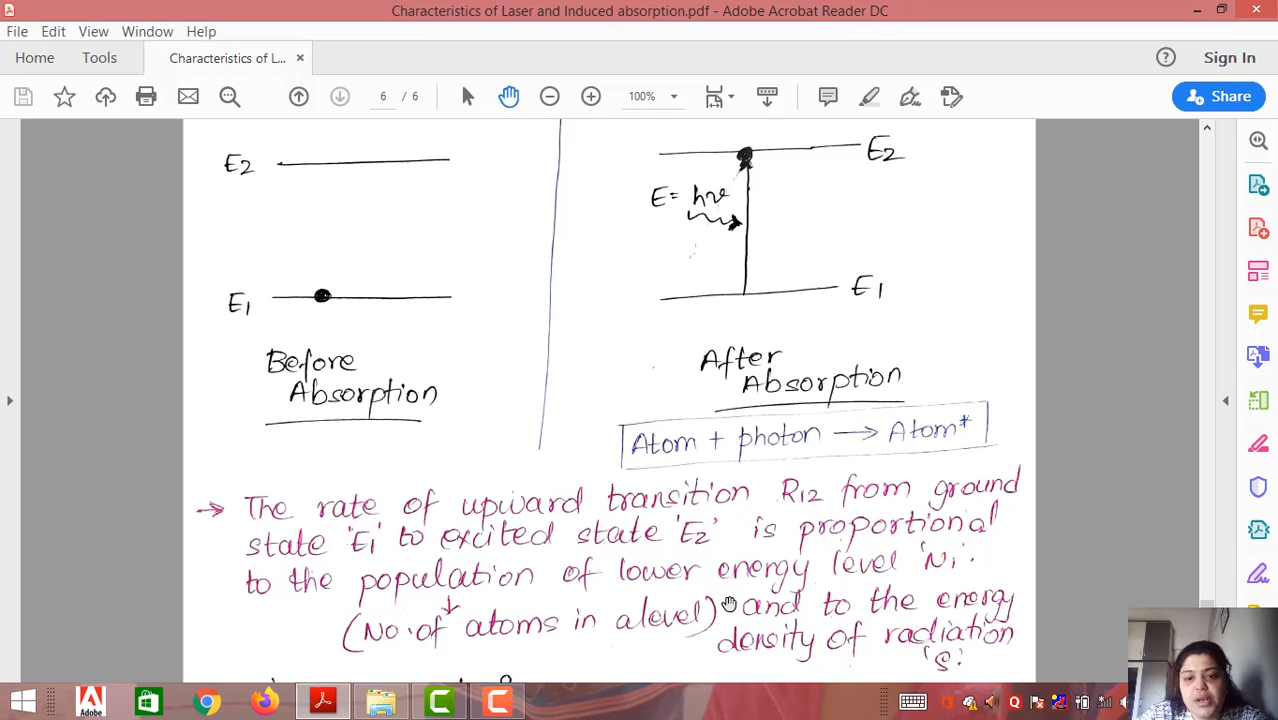 Characteristics of Laser and Induced absorption.pdf - Adobe Acrobat Reader DC
File Edit View Window Help
Home Tools Characteristics of L... × Sign In
6 / 6 100% Share
E2
E1
Before
Absorption
E2
E = hν
E1
After
Absorption
Atom + photon → Atom*
→ The rate of upward transition R12 from ground
state 'E1' to excited state 'E2' is proportional
to the population of lower energy level 'N1'.
(No. of atoms in a level) and to the energy
density of radiation
Adobe